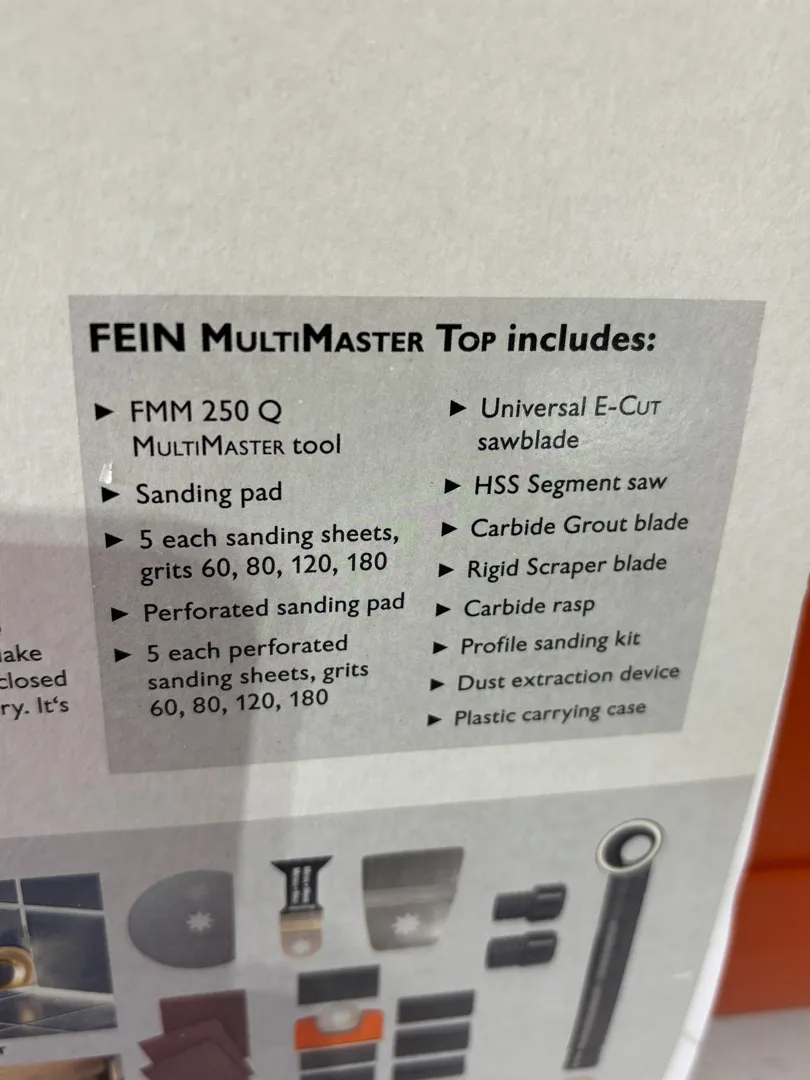 FEIN MULTIMASTER TOP includes:
► FMM 250 Q
MULTIMASTER tool
► Sanding pad
► 5 each sanding sheets,
grits 60, 80, 120, 180
► Perforated sanding pad
► 5 each perforated
sanding sheets, grits
60, 80, 120, 180
► Universal E-CUT
sawblade
► HSS Segment saw
► Carbide Grout blade
► Rigid Scraper blade
► Carbide rasp
► Profile sanding kit
► Dust extraction device
► Plastic carrying case
closed
It's